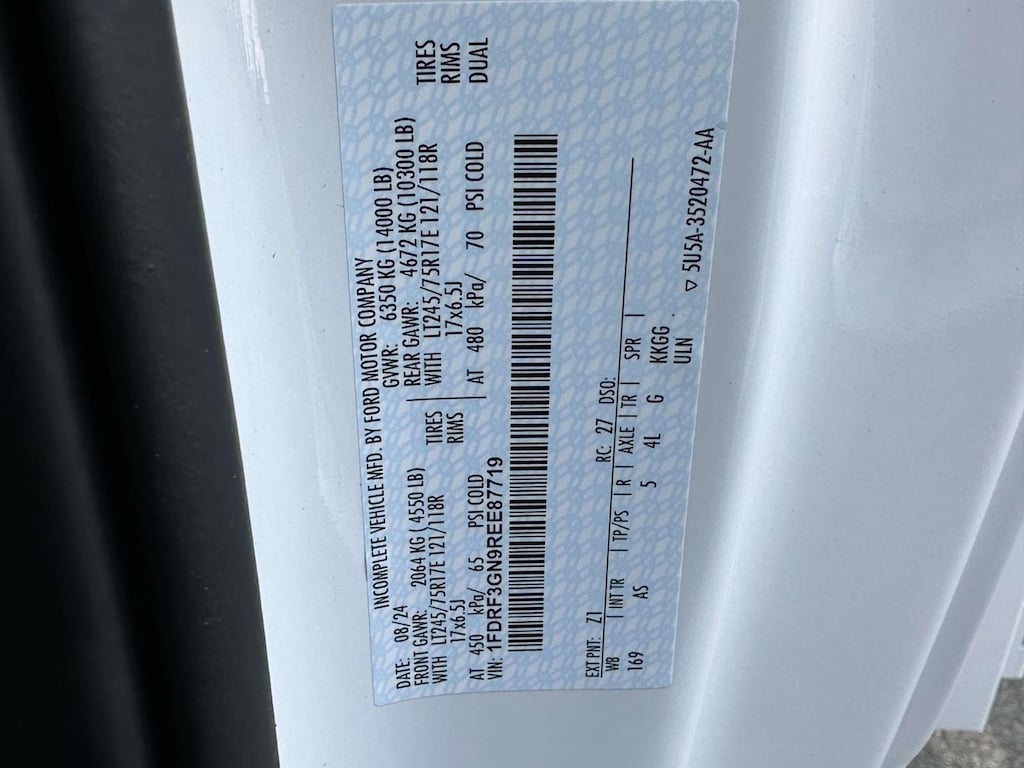 INCOMPLETE VEHICLE MFD. BY FORD MOTOR COMPANY
DATE: 08/24 GVWR: 6350 KG (14000 LB)
FRONT GAWR: 2064 KG ( 4550 LB) REAR GAWR: 4672 KG (10300 LB)
WITH LT245/75R17E 121/118R TIRES WITH LT245/75R17E 121/118R TIRES
17x6.5J RIMS 17x6.5J RIMS
AT 450 kPa/ 65 PSI COLD AT 480 kPa/ 70 PSI COLD DUAL
VIN: 1FDRF3GN9REE87719
EXT PNT: Z1 RC: 27 DSO:
WB | INT TR | TP/PS | R | AXLE | TR | SPR |
169 AS 5 4L G KKGG
ULN
▽ 5U5A-3520472-AA